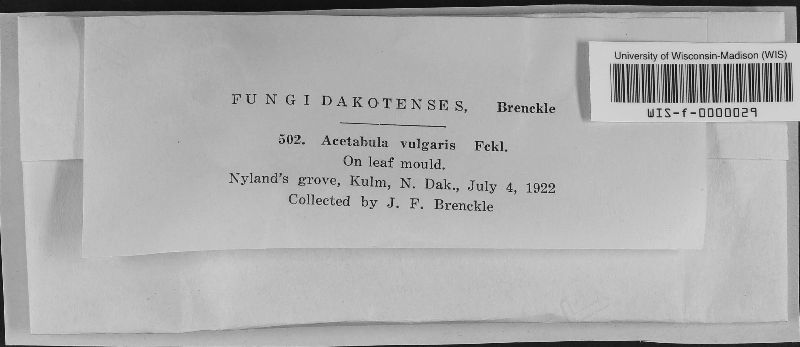 FUNGI DAKOTENSES, Brenckle
502. Acetabula vulgaris Fckl.
On leaf mould.
Nyland's grove, Kulm, N. Dak., July 4, 1922
Collected by J. F. Brenckle
University of Wisconsin-Madison (WIS)
WIS-f-0000029